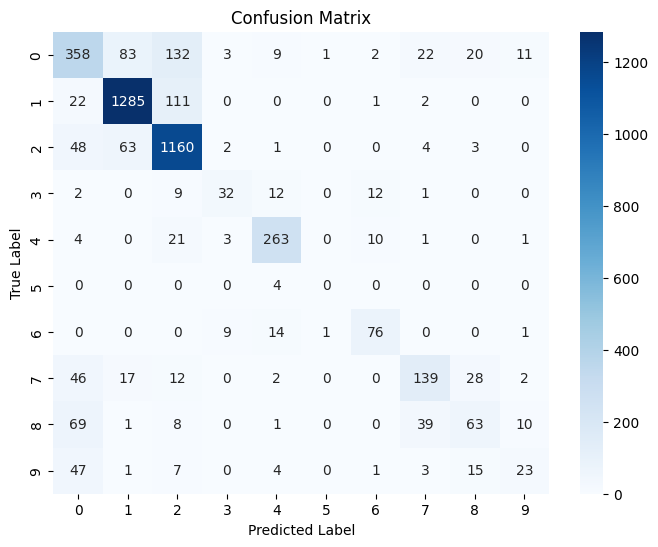 Confusion Matrix
0 358 83 132 3 9 1 2 22 20 11
1 22 1285 111 0 0 0 1 2 0 0
2 48 63 1160 2 1 0 0 4 3 0
3 2 0 9 32 12 0 12 1 0 0
4 4 0 21 3 263 0 10 1 0 1
5 0 0 0 0 4 0 0 0 0 0
6 0 0 0 9 14 1 76 0 0 1
7 46 17 12 0 2 0 0 139 28 2
8 69 1 8 0 1 0 0 39 63 10
9 47 1 7 0 4 0 1 3 15 23
0 1 2 3 4 5 6 7 8 9
Predicted Label
True Label
1200
1000
800
600
400
200
0